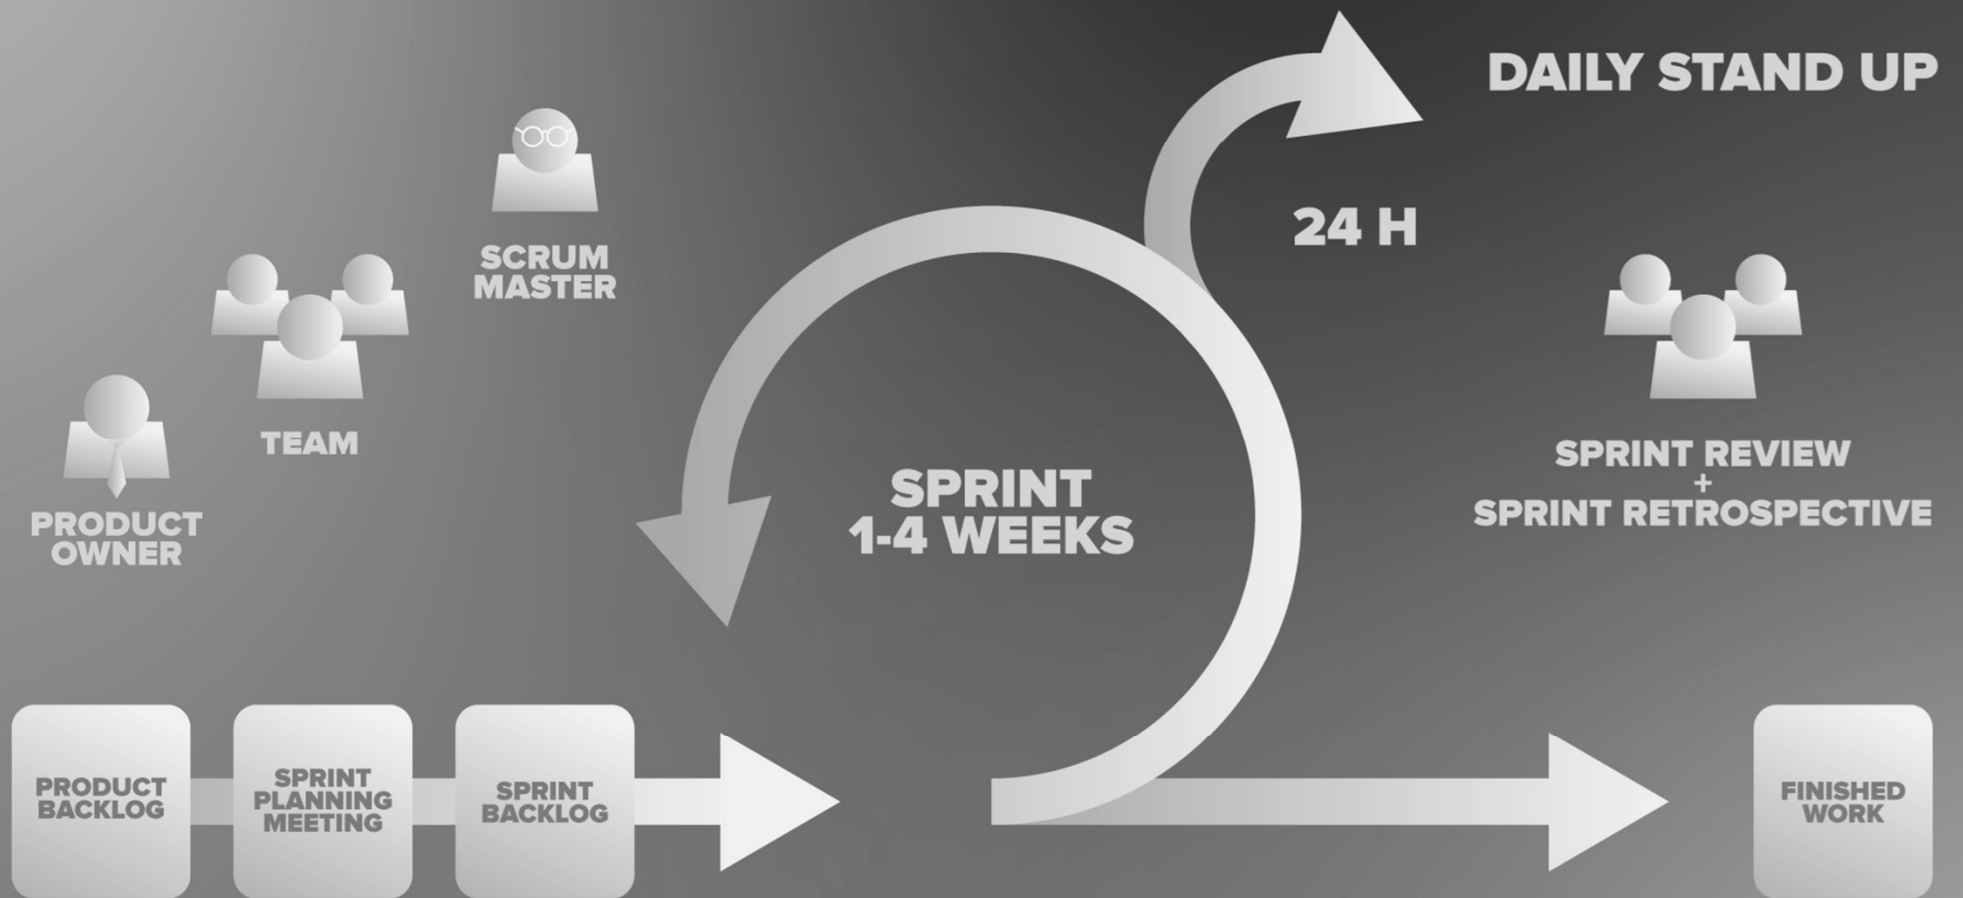 DAILY STAND UP
24 H
SCRUM
MASTER
TEAM
PRODUCT
OWNER
SPRINT
1-4 WEEKS
SPRINT REVIEW
+
SPRINT RETROSPECTIVE
PRODUCT
BACKLOG
SPRINT
PLANNING
MEETING
SPRINT
BACKLOG
FINISHED
WORK